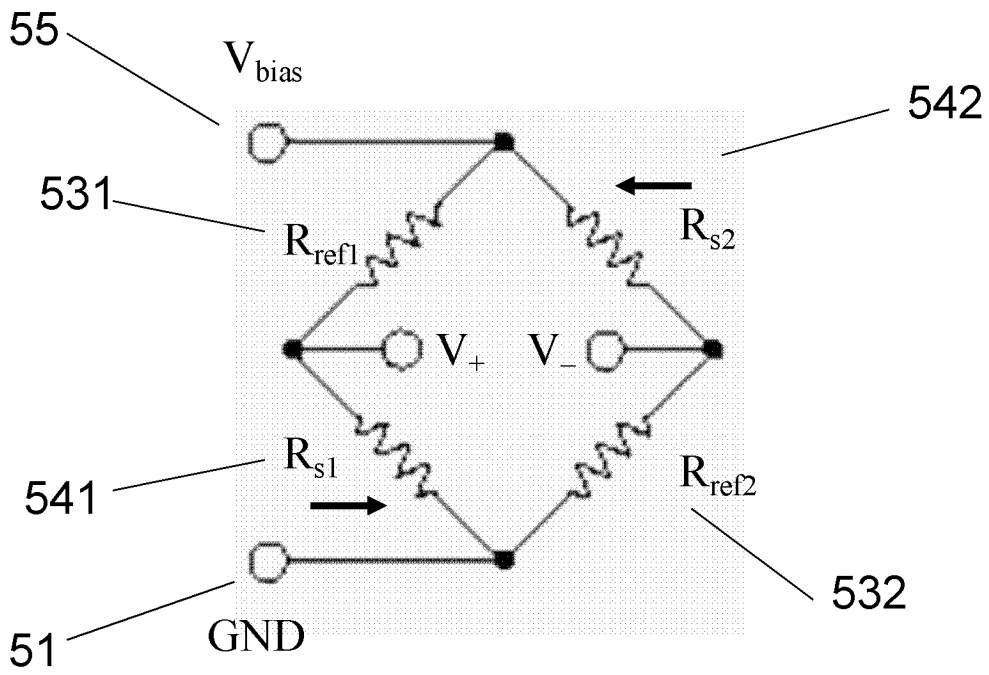 55
V_bias
542
531
R_ref1
R_s2
V_+
V_−
R_s1
R_ref2
541
532
51
GND